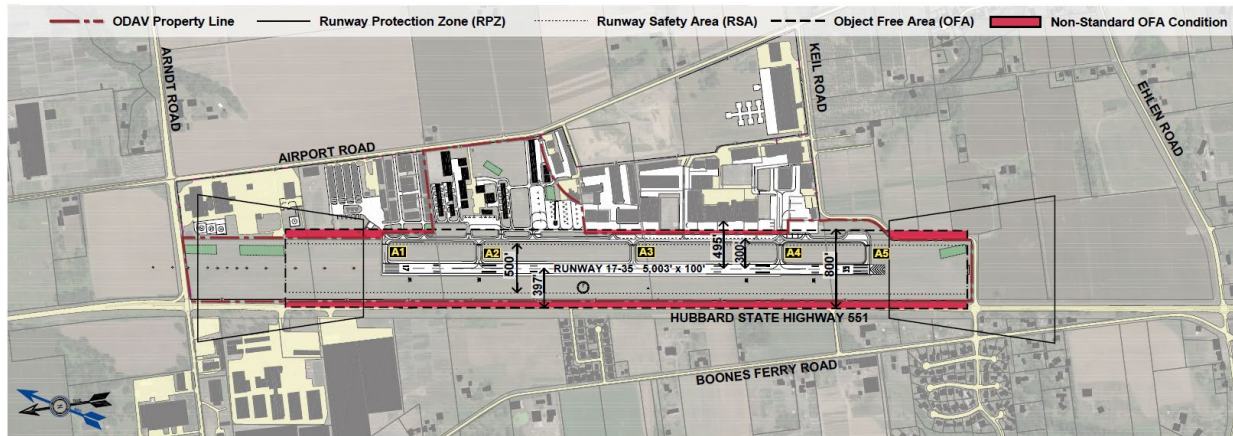 ODAV Property Line
Runway Protection Zone (RPZ)
Runway Safety Area (RSA)
Object Free Area (OFA)
Non-Standard OFA Condition
ARNDT ROAD
KEIL ROAD
EHLEN ROAD
AIRPORT ROAD
A1
A2
A3
A4
A5
500'
397'
495'
300'
800'
RUNWAY 17-35 5,003' x 100'
17
35
HUBBARD STATE HIGHWAY 551
BOONES FERRY ROAD
N